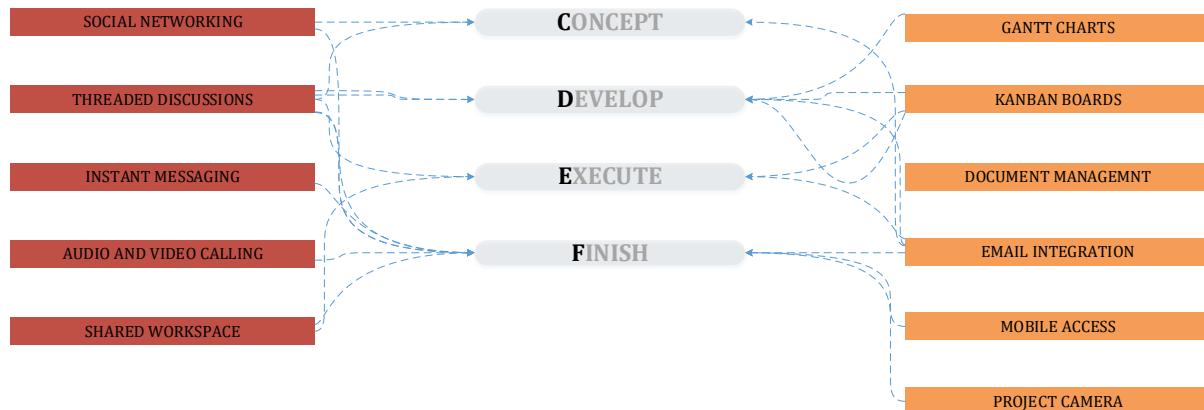 SOCIAL NETWORKING
THREADED DISCUSSIONS
INSTANT MESSAGING
AUDIO AND VIDEO CALLING
SHARED WORKSPACE
CONCEPT
DEVELOP
EXECUTE
FINISH
GANTT CHARTS
KANBAN BOARDS
DOCUMENT MANAGEMNT
EMAIL INTEGRATION
MOBILE ACCESS
PROJECT CAMERA